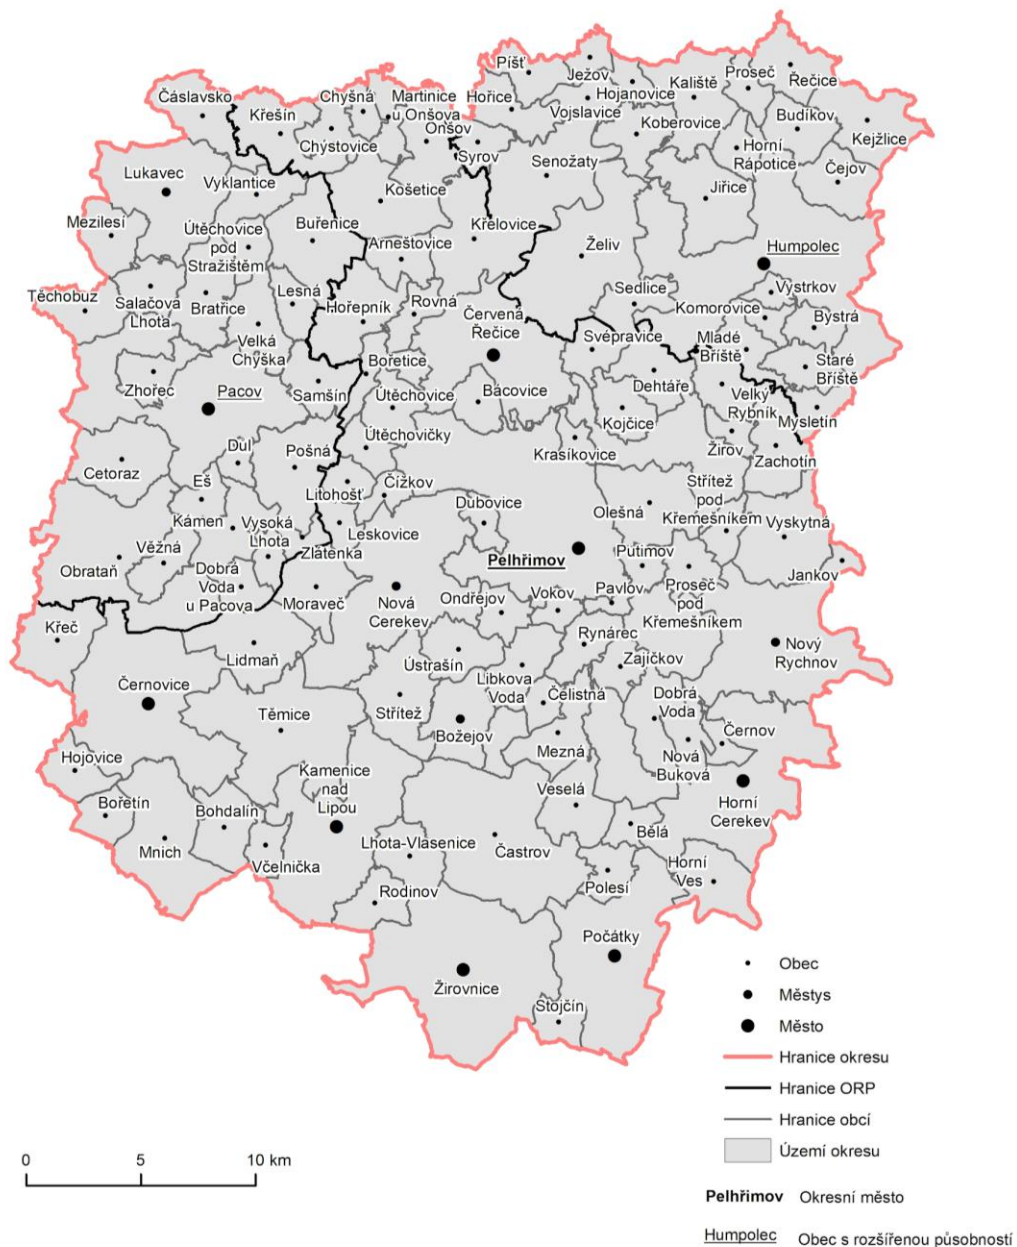 Píšť
Ježov
Kaliště
Proseč
Řečice
Čáslavsko
Křešín
Chyšná
Martinice
u Onšova
Hořice
Hojanovice
Vojslavice
Budíkov
Kejžlice
Chýstovice
Onšov
Syrov
Koberovice
Horní
Rápotice
Lukavec
Vyklantice
Košetice
Senožaty
Jiřice
Čejov
Mezilesí
Útěchovice
pod
Stražištěm
Buřenice
Arneštovice
Křelovice
Želiv
Humpolec
Těchobuz
Salačova
Lhota
Bratřice
Lesná
Hořepník
Rovná
Červená
Řečice
Sedlice
Komorovice
Vystrkov
Bystrá
Velká
Chyška
Svépravice
Mladé
Bříště
Staré
Bříště
Zhořec
Pacov
Samšín
Bořetice
Útěchovice
Bácovice
Dehtáře
Kojčice
Velký
Rybník
Mysletín
Cetoraz
Dul
Pošná
Útěchovičky
Krasíkovice
Žirov
Zachotín
Eš
Litohošť
Čížkov
Dubovice
Olešná
Střítež
pod
Křemešníkem
Vyskytná
Kámen
Vysoká
Lhota
Zlátenka
Leskovice
Pelhřimov
Putimov
Jankov
Obrataň
Věžná
Dobrá
Voda
u Pacova
Moraveč
Nová
Cerekev
Ondřejov
Vokov
Pavlov
Proseč
pod
Křemešníkem
Křeč
Lidmaň
Ústrašín
Rynárec
Zajíčkov
Nový
Rychnov
Černovice
Těmice
Střítež
Libkova
Voda
Čelistná
Dobrá
Voda
Božejov
Mezná
Nová
Buková
Černov
Hojovice
Kamenice
nad
Lipou
Veselá
Horní
Cerekev
Bořetín
Bohdalín
Mnich
Včelnička
Lhota-Vlasenice
Častrov
Bělá
Rodinov
Polesí
Horní
Ves
Žirovnice
Počátky
Stojčín
Obec
Městys
Město
Hranice okresu
Hranice ORP
Hranice obcí
Území okresu
0 5 10 km
Pelhřimov Okresní město
Humpolec Obec s rozšířenou působností